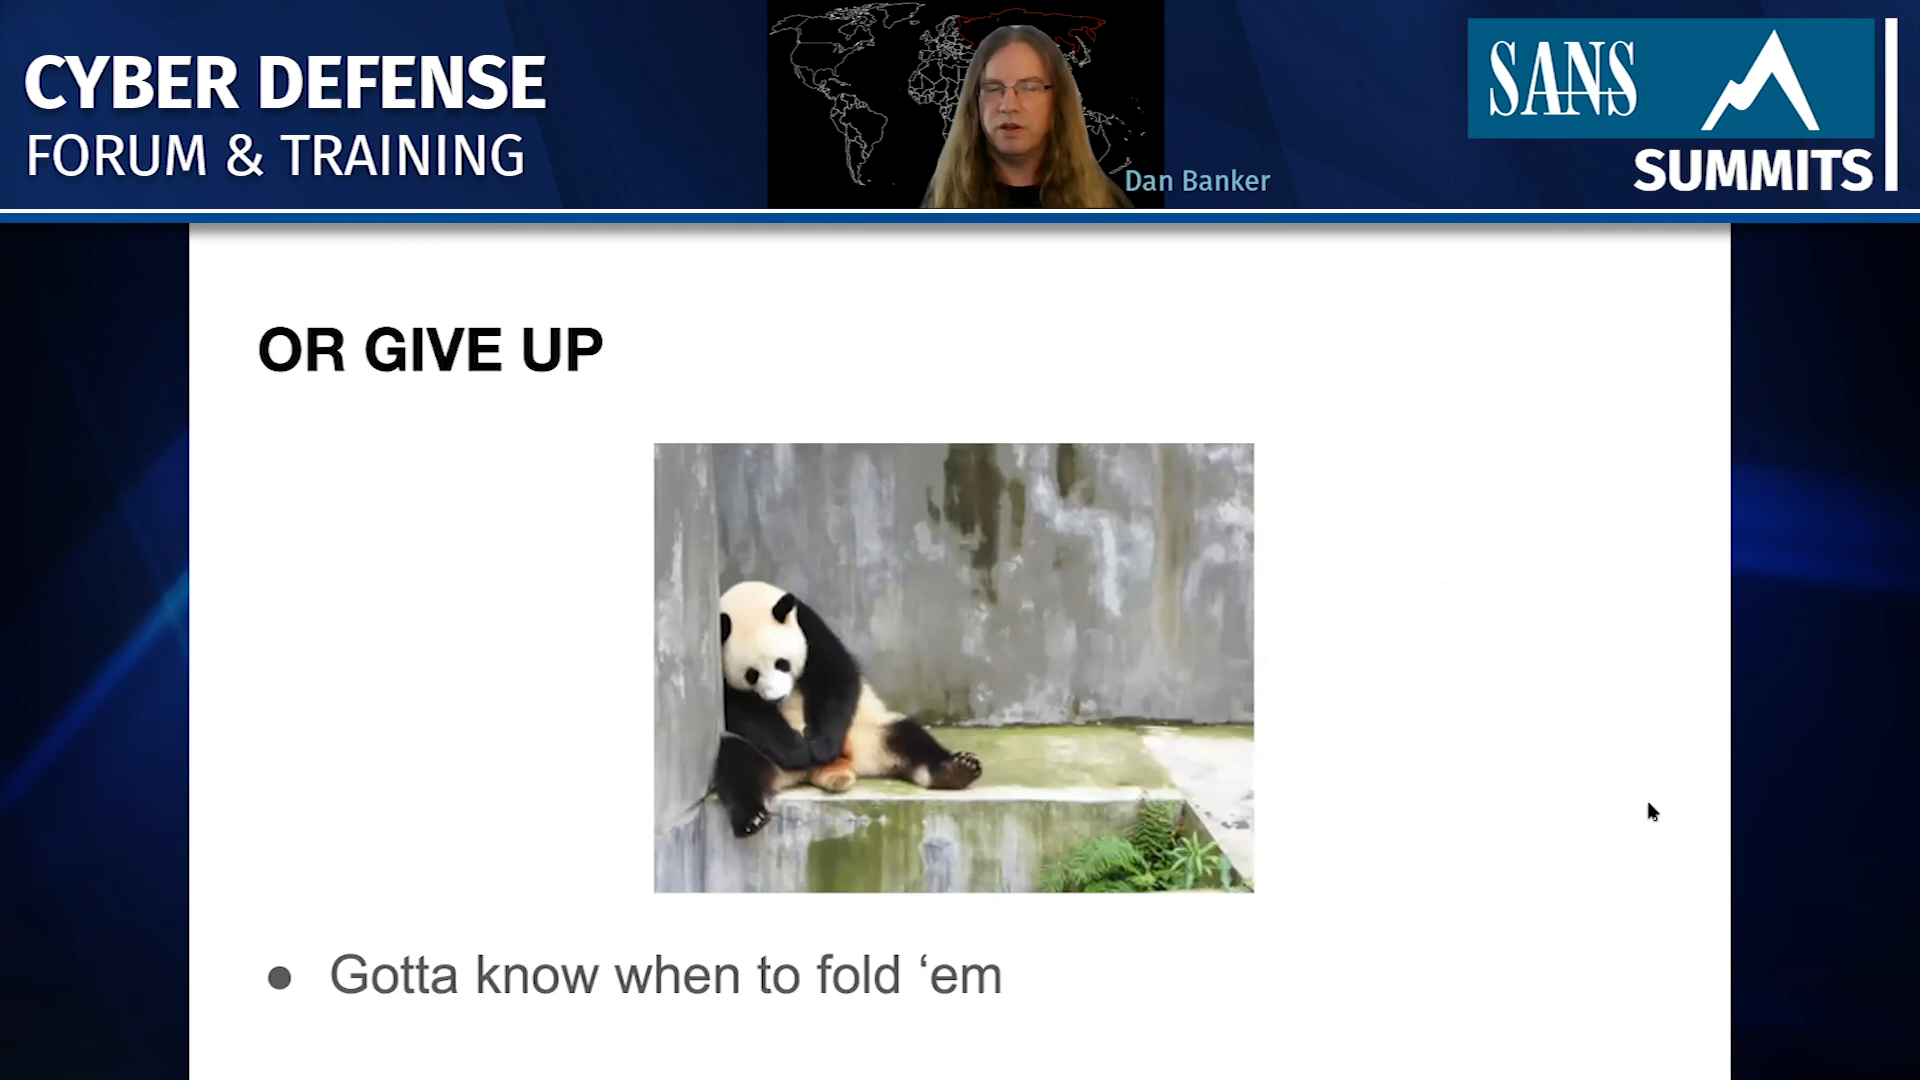 CYBER DEFENSE
FORUM & TRAINING
Dan Banker
SANS
SUMMITS
OR GIVE UP
● Gotta know when to fold ‘em